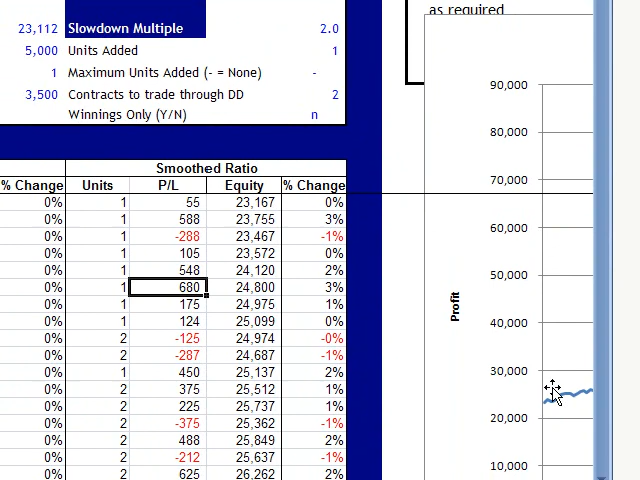 as required
23,112 Slowdown Multiple 2.0
5,000 Units Added 1
1 Maximum Units Added (- = None) -
3,500 Contracts to trade through DD 2
Winnings Only (Y/N) n
Smoothed Ratio
% Change Units P/L Equity % Change
0% 1 55 23,167 0%
0% 1 588 23,755 3%
0% 1 -288 23,467 -1%
0% 1 105 23,572 0%
0% 1 548 24,120 2%
0% 1 680 24,800 3%
0% 1 175 24,975 1%
0% 1 124 25,099 0%
0% 2 -125 24,974 -0%
0% 2 -287 24,687 -1%
0% 1 450 25,137 2%
0% 2 375 25,512 1%
0% 2 225 25,737 1%
0% 2 -375 25,362 -1%
0% 2 488 25,849 2%
0% 2 -212 25,637 -1%
0% 2 625 26,262 2%
Profit
90,000
80,000
70,000
60,000
50,000
40,000
30,000
20,000
10,000